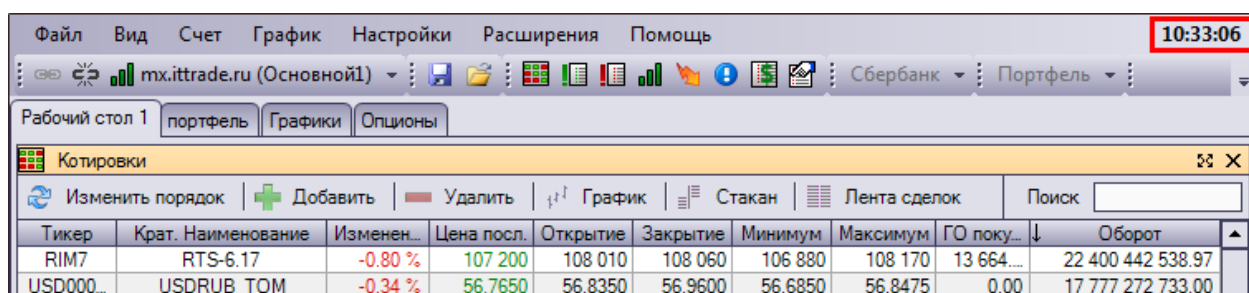 Файл Вид Счет График Настройки Расширения Помощь 10:33:06
mx.ittrade.ru (Основной1) Сбербанк Портфель
Рабочий стол 1 портфель Графики Опционы
Котировки
Изменить порядок Добавить Удалить График Стакан Лента сделок Поиск
Тикер Крат. Наименование Изменен... Цена посл. Открытие Закрытие Минимум Максимум ГО поку... Оборот
RIM7 RTS-6.17 -0.80 % 107 200 108 010 108 060 106 880 108 170 13 664.... 22 400 442 538.97
USD000... USDRUB_TOM -0.34 % 56.7650 56.8350 56.9600 56.6850 56.8475 0.00 17 777 272 733.00